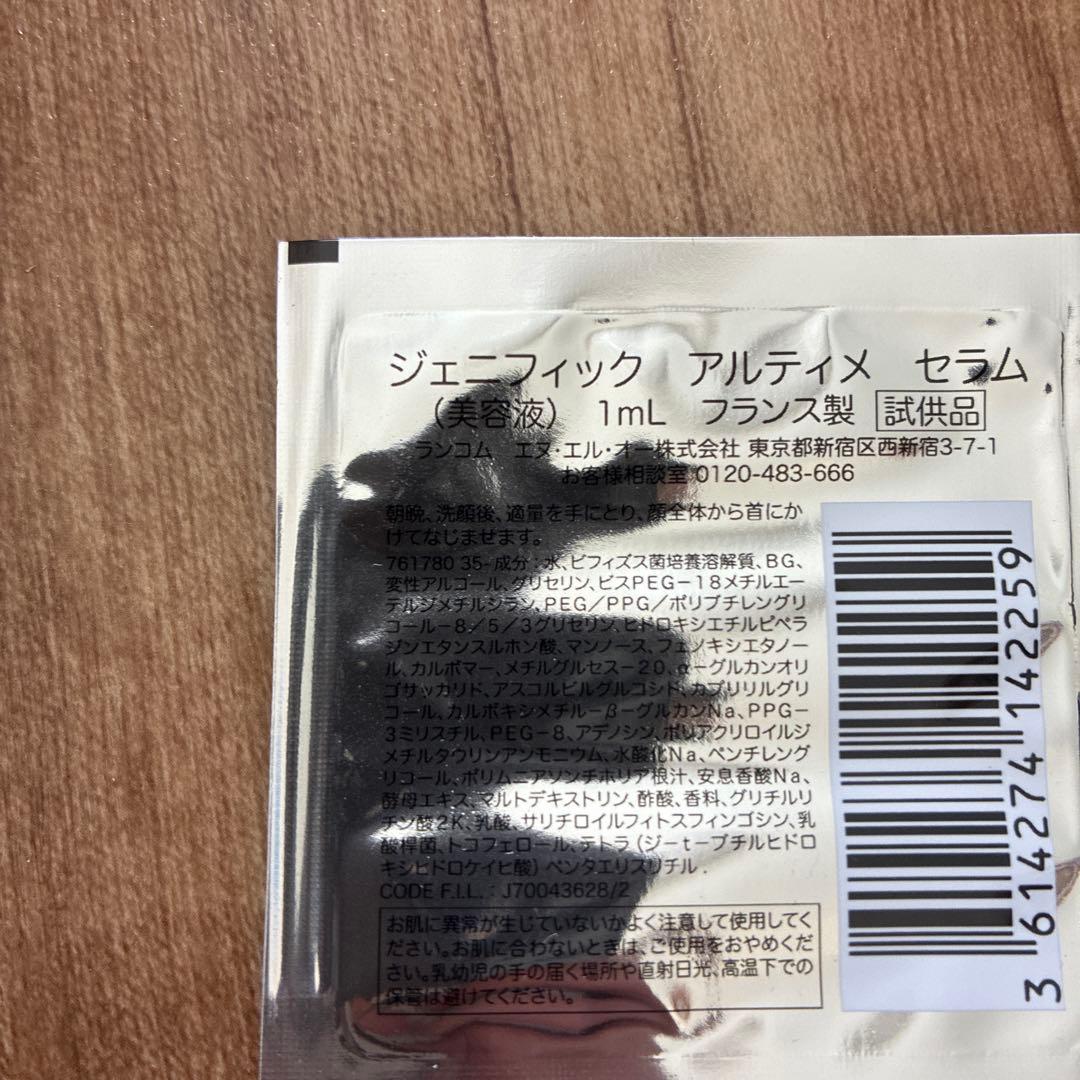 ジェニフィック アルティメ セラム
（美容液） 1mL フランス製 試供品
ランコム エヌ・エル・オー株式会社 東京都新宿区西新宿3-7-1
お客様相談室 0120-483-666
朝晩、洗顔後、適量を手にとり、顔全体から首にか
けてなじませます。
761780 35- 成分：水、ビフィズス菌培養溶解質、BG、
変性アルコール、グリセリン、ビスPEG－18メチルエー
テルジメチルシラン、PEG／PPG／ポリブチレングリ
コール－8／5／3グリセリン、ヒドロキシエチルピペラ
ジンエタンスルホン酸、マンノース、フェノキシエタノー
ル、カルボマー、メチルグルセス－20、α－グルカンオリ
ゴサッカリド、アスコルビルグルコシド、カプリリルグリ
コール、カルボキシメチル－β－グルカンNa、PPG－
3ミリスチル、PEG－8、アデノシン、ポリアクリロイルジ
メチルタウリンアンモニウム、水酸化Na、ペンチレング
リコール、ポリムニアソンチホリア根汁、安息香酸Na、
酵母エキス、マルトデキストリン、酢酸、香料、グリチルリ
チン酸2K、乳酸、サリチロイルフィトスフィンゴシン、乳
酸桿菌、トコフェロール、テトラ（ジーt－ブチルヒドロ
キシヒドロケイヒ酸）ペンタエリスリチル.
CODE F.I.L. : J70043628/2
お肌に異常が生じていないかよく注意して使用してく
ださい。お肌に合わないときは、ご使用をおやめくだ
さい。乳幼児の手の届く場所や直射日光、高温下での
保管は避けてください。
3 614274 142259